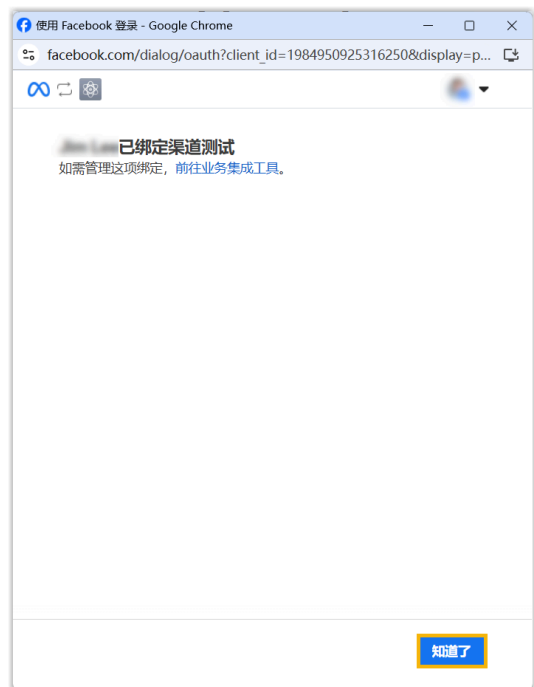 使用 Facebook 登录 - Google Chrome
facebook.com/dialog/oauth?client_id=1984950925316250&display=p...
已绑定渠道测试
如需管理这项绑定，前往业务集成工具。
知道了